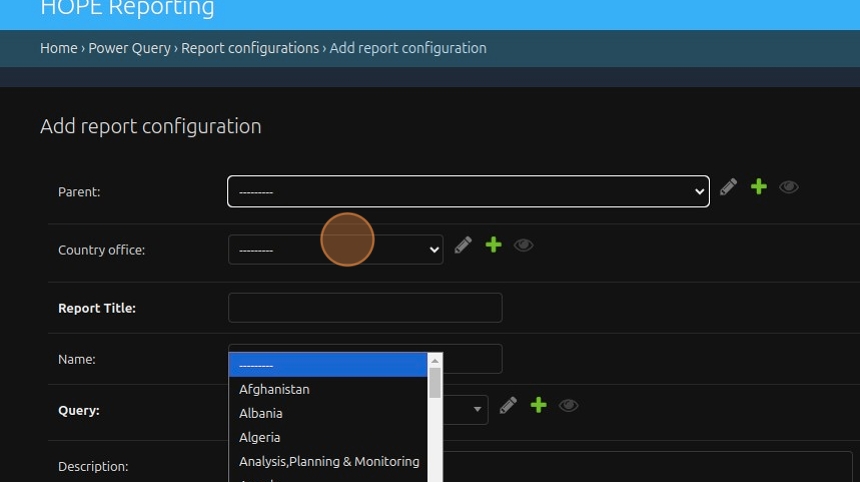 HOPE Reporting
Home › Power Query › Report configurations › Add report configuration
Add report configuration
Parent:
---------
Country office:
---------
Report Title:
Name:
---------
Afghanistan
Query:
Albania
Algeria
Analysis,Planning & Monitoring
Description: